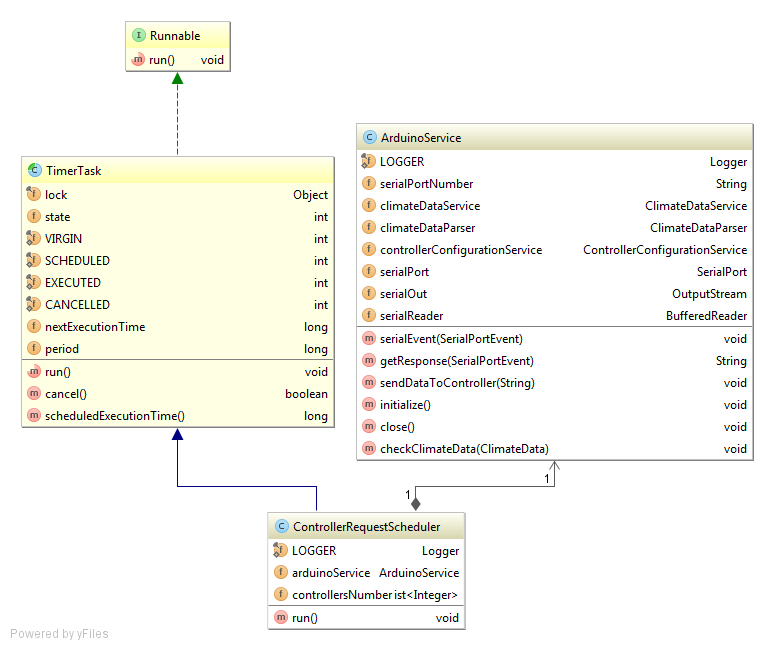 Runnable
run() void
TimerTask
lock Object
state int
VIRGIN int
SCHEDULED int
EXECUTED int
CANCELLED int
nextExecutionTime long
period long
run() void
cancel() boolean
scheduledExecutionTime() long
ArduinoService
LOGGER Logger
serialPortNumber String
climateDataService ClimateDataService
climateDataParser ClimateDataParser
controllerConfigurationService ControllerConfigurationService
serialPort SerialPort
serialOut OutputStream
serialReader BufferedReader
serialEvent(SerialPortEvent) void
getResponse(SerialPortEvent) String
sendDataToController(String) void
initialize() void
close() void
checkClimateData(ClimateData) void
1
1
ControllerRequestScheduler
LOGGER Logger
arduinoService ArduinoService
controllersNumber ist<Integer>
run() void
Powered by yFiles